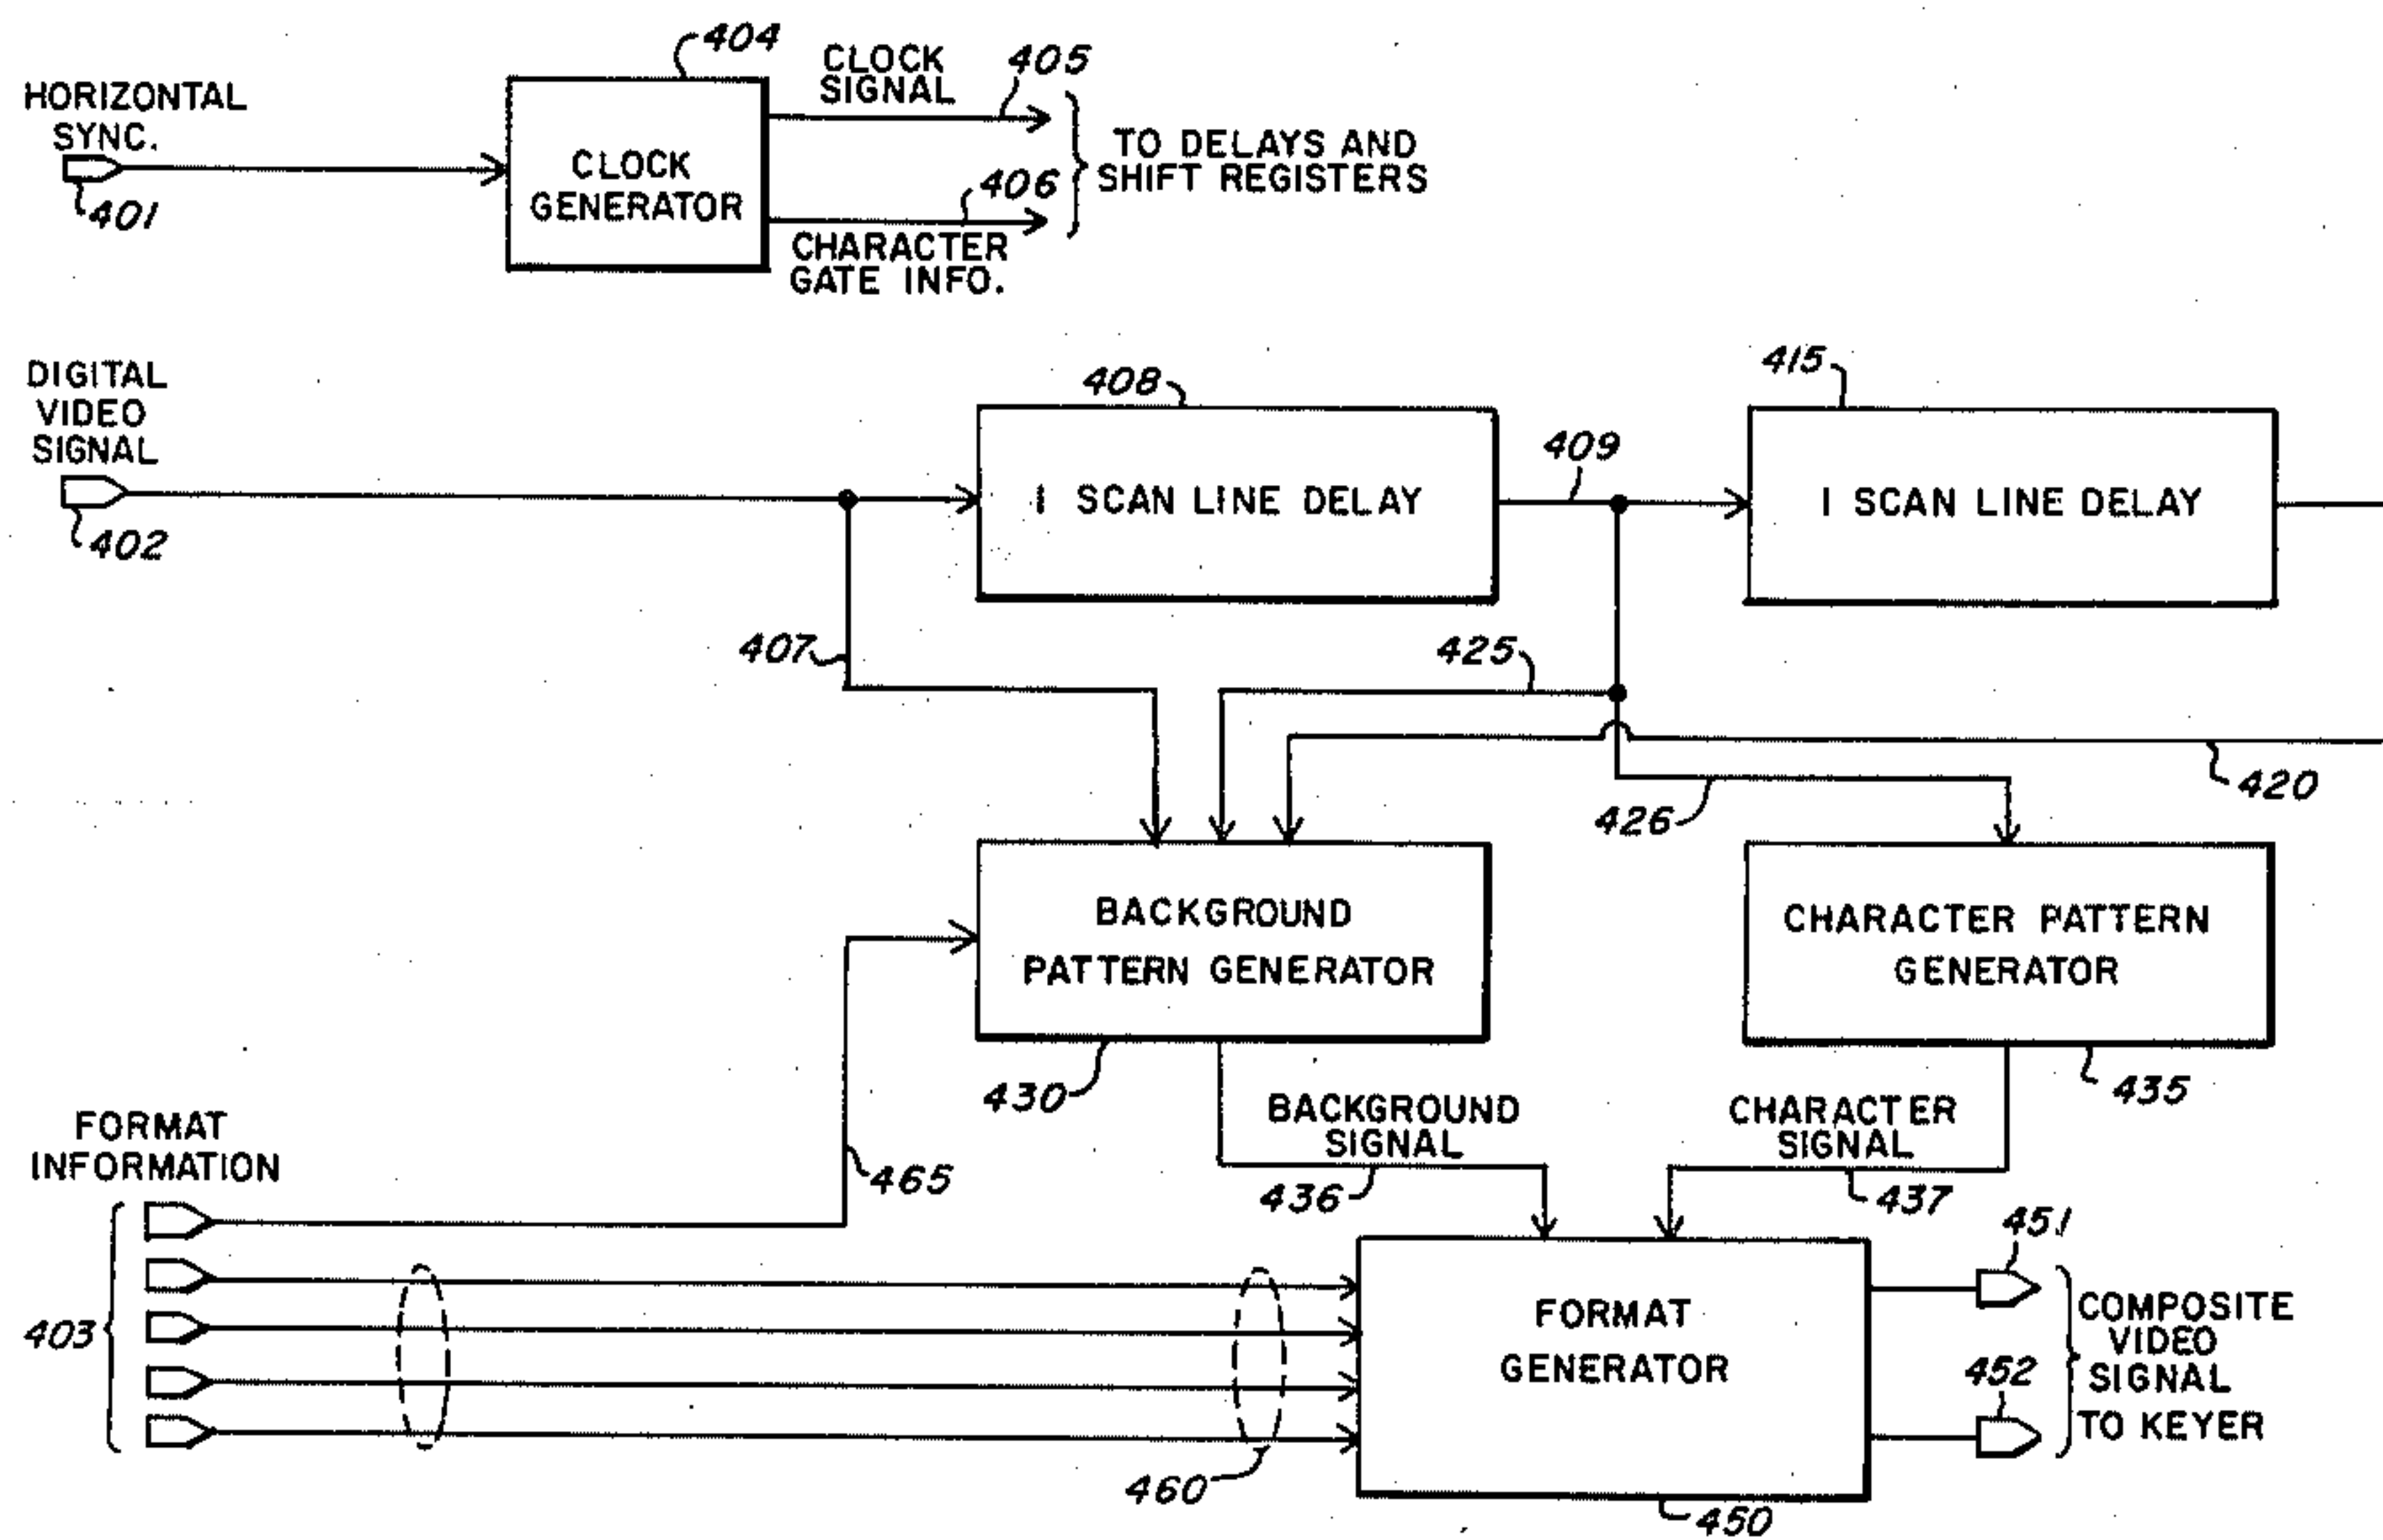 404
CLOCK
SIGNAL
405
HORIZONTAL
SYNC.
401
CLOCK
GENERATOR
406
CHARACTER
GATE INFO.
TO DELAYS AND
SHIFT REGISTERS
DIGITAL
VIDEO
SIGNAL
402
408
1 SCAN LINE DELAY
409
415
1 SCAN LINE DELAY
407
425
420
426
BACKGROUND
PATTERN GENERATOR
430
CHARACTER PATTERN
GENERATOR
435
FORMAT
INFORMATION
465
BACKGROUND
SIGNAL
436
CHARACTER
SIGNAL
437
403
460
FORMAT
GENERATOR
450
451
452
COMPOSITE
VIDEO
SIGNAL
TO KEYER